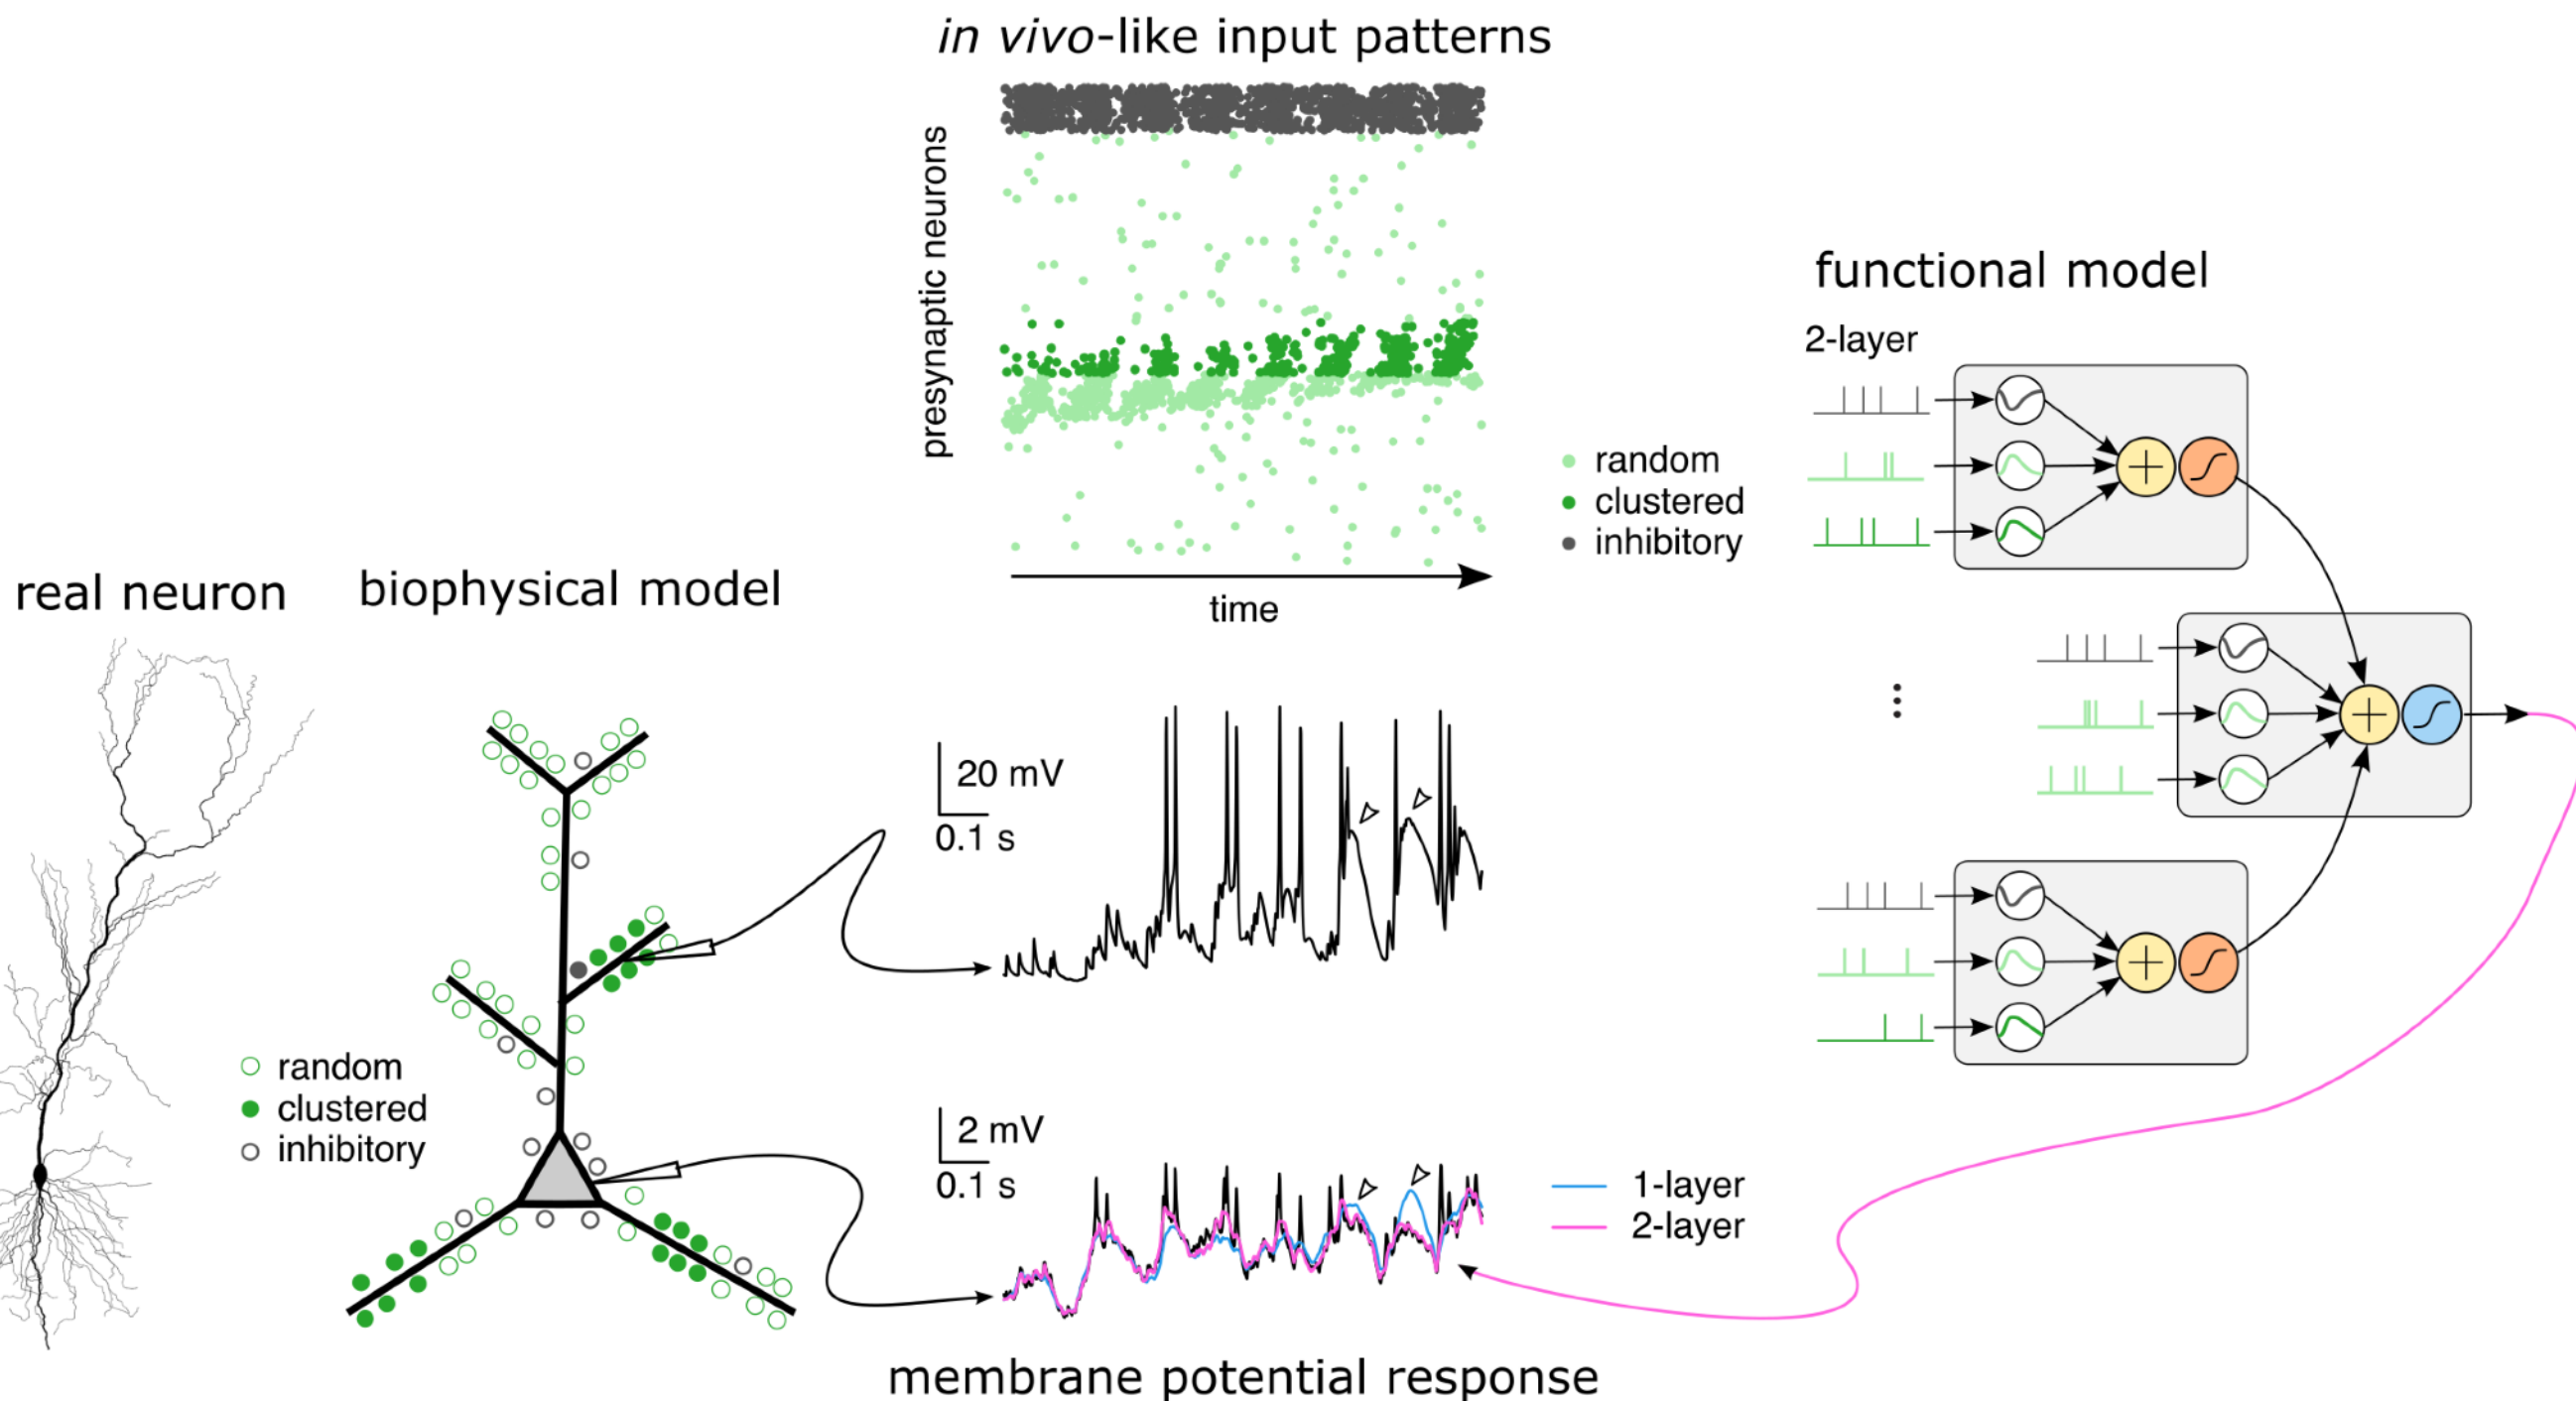 in vivo-like input patterns
presynaptic neurons
time
random
clustered
inhibitory
functional model
2-layer
real neuron
biophysical model
random
clustered
inhibitory
20 mV
0.1 s
2 mV
0.1 s
1-layer
2-layer
membrane potential response